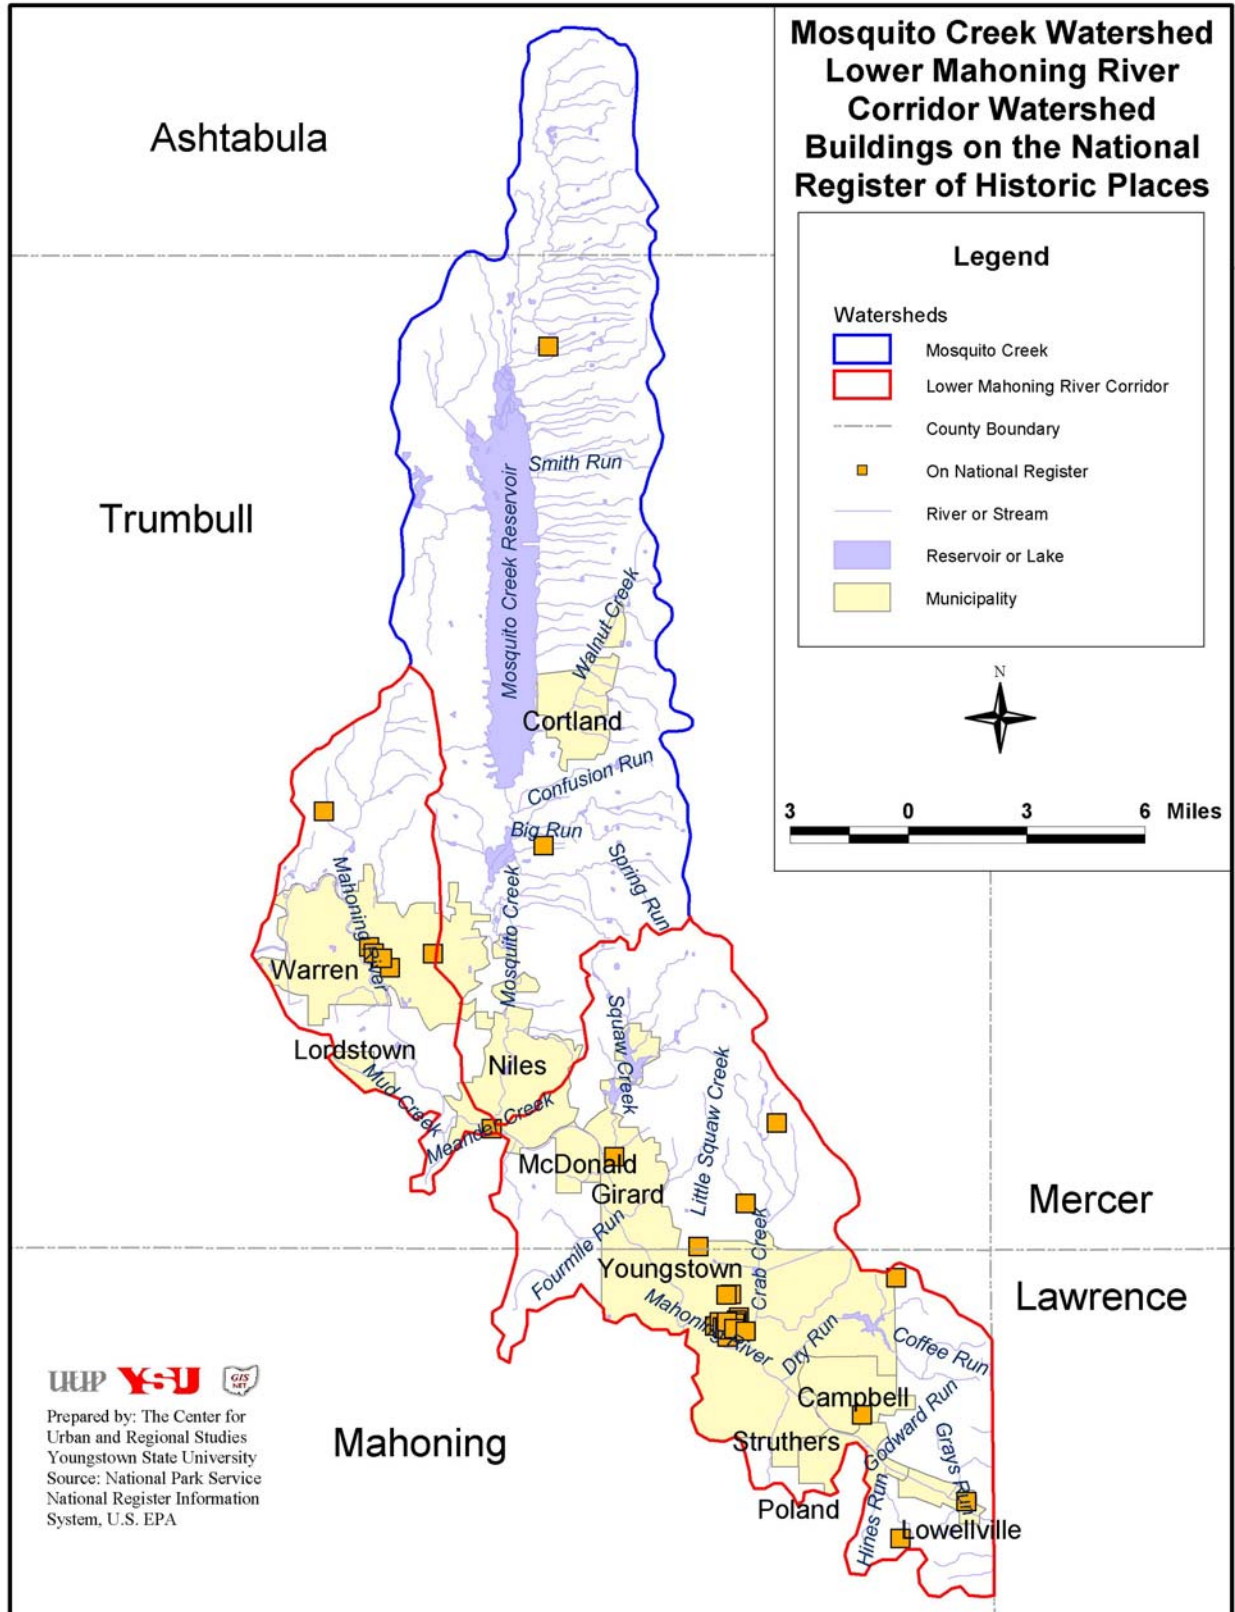 Mosquito Creek Watershed
Lower Mahoning River
Corridor Watershed
Buildings on the National
Register of Historic Places
Legend
Watersheds
Mosquito Creek
Lower Mahoning River Corridor
County Boundary
On National Register
River or Stream
Reservoir or Lake
Municipality
N
3 0 3 6 Miles
Ashtabula
Trumbull
Smith Run
Mosquito Creek Reservoir
Walnut Creek
Cortland
Confusion Run
Big Run
Spring Run
Mahoning River
Mosquito Creek
Warren
Lordstown
Niles
Squaw Creek
Mud Creek
Meander Creek
Little Squaw Creek
McDonald
Girard
Mercer
Fourmile Run
Crab Creek
Youngstown
Lawrence
Mahoning River
Dry Run
Coffee Run
Campbell
Godward Run
Mahoning
Struthers
Grays Run
Poland
Hines Run
Lowellville
UUP YSU GIS NET
Prepared by: The Center for
Urban and Regional Studies
Youngstown State University
Source: National Park Service
National Register Information
System, U.S. EPA